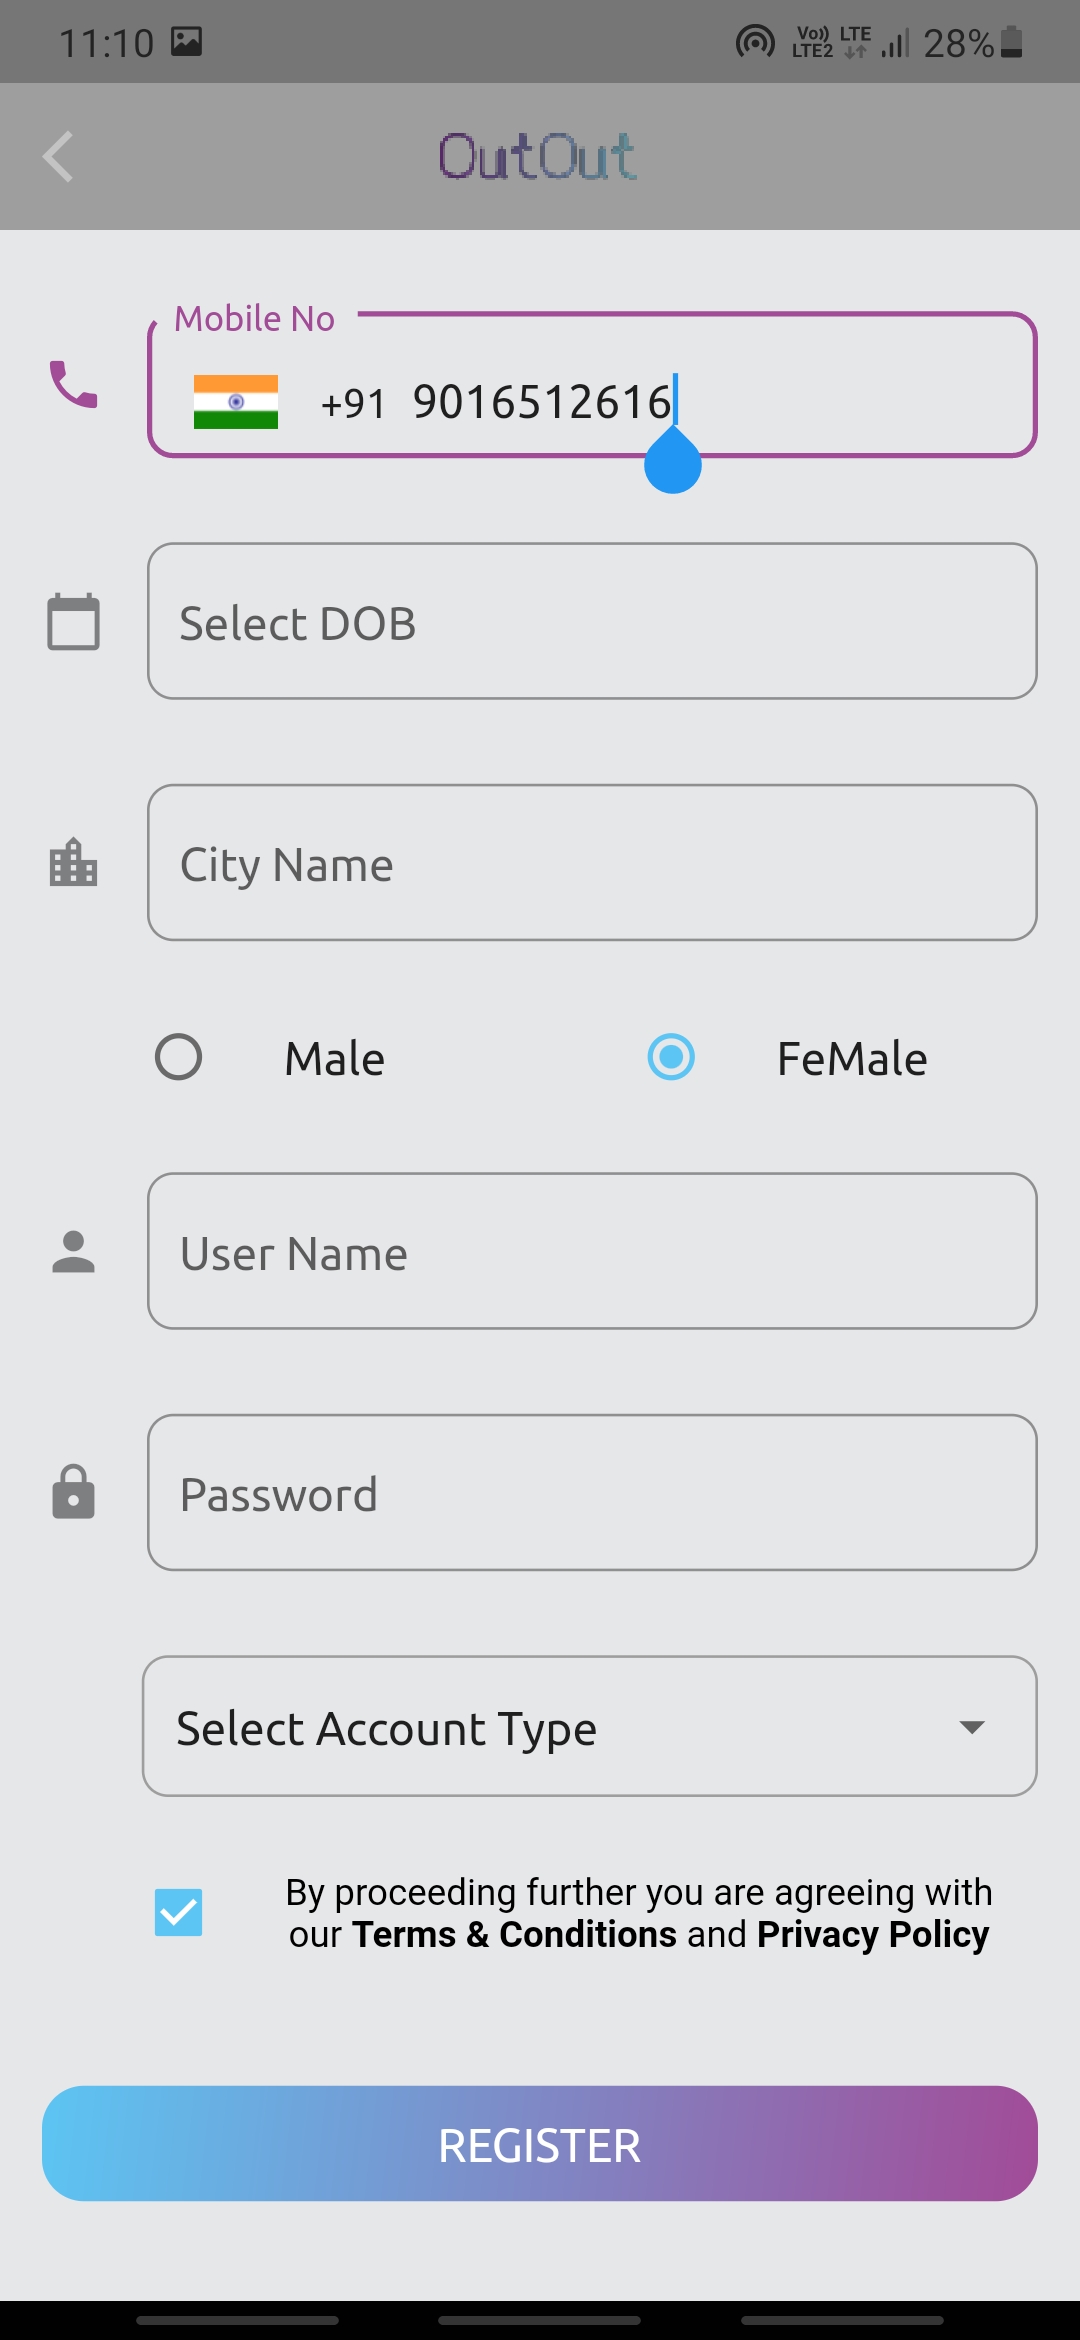 11:10 Vo)) LTE LTE2 28%
OutOut
Mobile No
+91 9016512616
Select DOB
City Name
Male FeMale
User Name
Password
Select Account Type
By proceeding further you are agreeing with
our Terms & Conditions and Privacy Policy
REGISTER